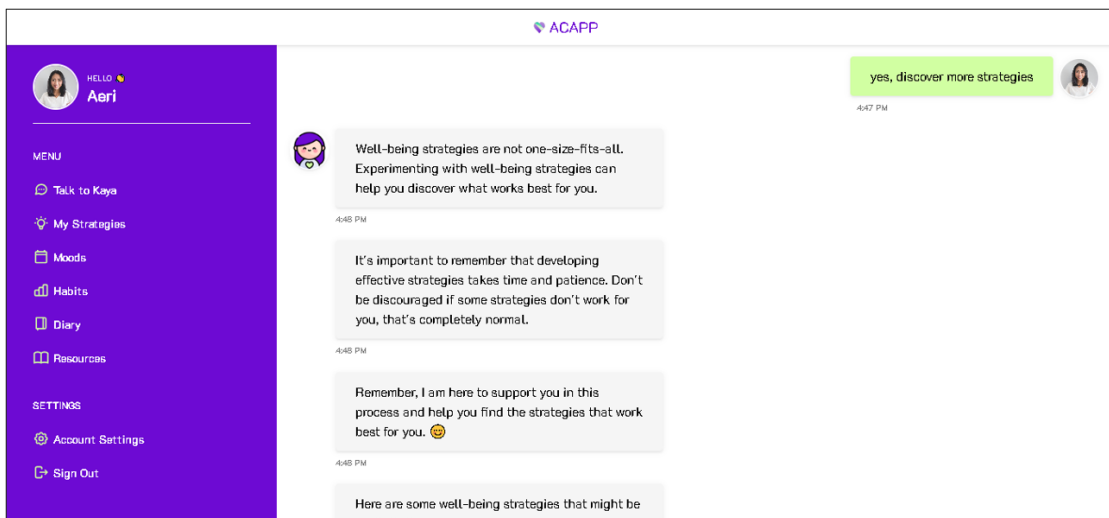 ACAPP
HELLO
Aeri
MENU
Talk to Kaya
My Strategies
Moods
Habits
Diary
Resources
SETTINGS
Account Settings
Sign Out
yes, discover more strategies
4:47 PM
Well-being strategies are not one-size-fits-all.
Experimenting with well-being strategies can
help you discover what works best for you.
4:48 PM
It's important to remember that developing
effective strategies takes time and patience. Don't
be discouraged if some strategies don't work for
you, that's completely normal.
4:48 PM
Remember, I am here to support you in this
process and help you find the strategies that work
best for you. 😄
4:48 PM
Here are some well-being strategies that might be